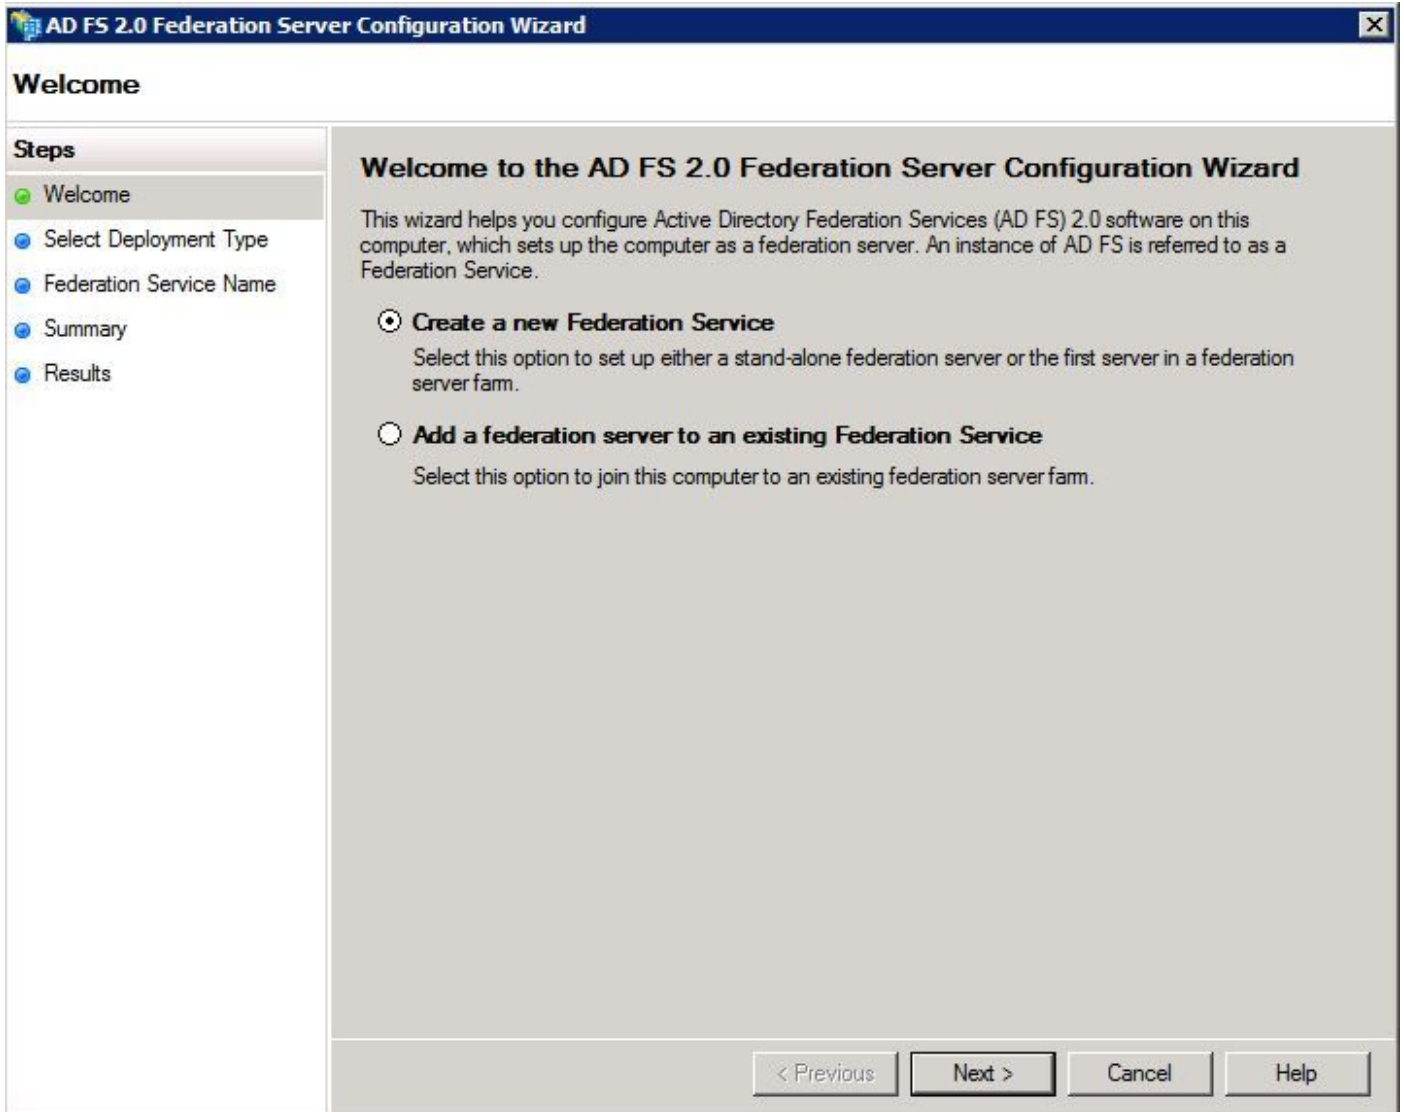 AD FS 2.0 Federation Server Configuration Wizard
Welcome
Steps
Welcome
Select Deployment Type
Federation Service Name
Summary
Results
Welcome to the AD FS 2.0 Federation Server Configuration Wizard
This wizard helps you configure Active Directory Federation Services (AD FS) 2.0 software on this
computer, which sets up the computer as a federation server. An instance of AD FS is referred to as a
Federation Service.
Create a new Federation Service
Select this option to set up either a stand-alone federation server or the first server in a federation
server farm.
Add a federation server to an existing Federation Service
Select this option to join this computer to an existing federation server farm.
< Previous
Next >
Cancel
Help